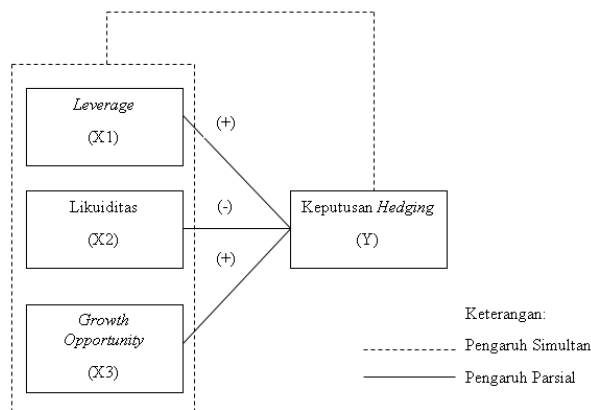 Leverage
(X1)
(+)
Likuiditas
(X2)
(-)
Keputusan Hedging
(Y)
(+)
Growth
Opportunity
(X3)
Keterangan:
Pengaruh Simultan
Pengaruh Parsial